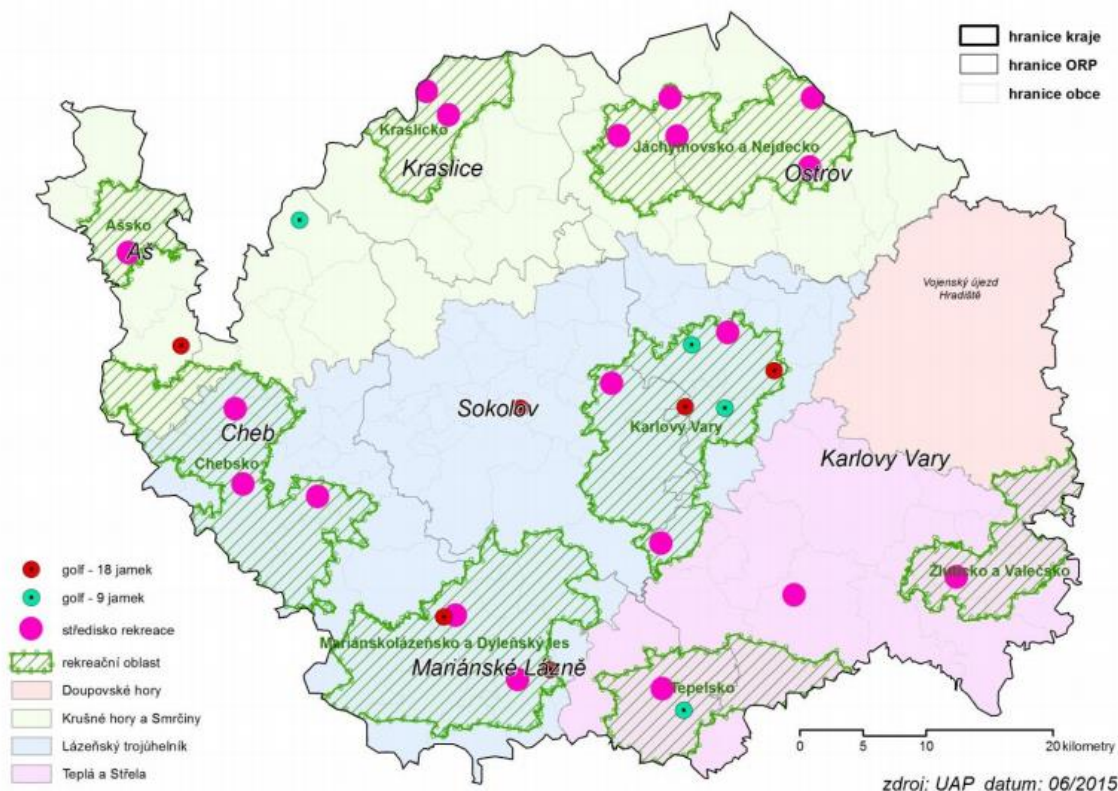 hranice kraje
hranice ORP
hranice obce
Kraslicko
Kraslice
Jáchymovsko a Nejdecko
Ostrov
Ašsko
Aš
Vojenský újezd
Hradiště
Sokolov
Karlovy Vary
Cheb
Chebsko
Karlovy Vary
Žluticko a Valečsko
Mariánskolázeňsko a Dyleňský les
Mariánské Lázně
Tepelsko
golf - 18 jamek
golf - 9 jamek
středisko rekreace
rekreační oblast
Doupovské hory
Krušné hory a Smrčiny
Lázeňský trojúhelník
Teplá a Střela
0 5 10 20 kilometry
zdroj: UAP datum: 06/2015